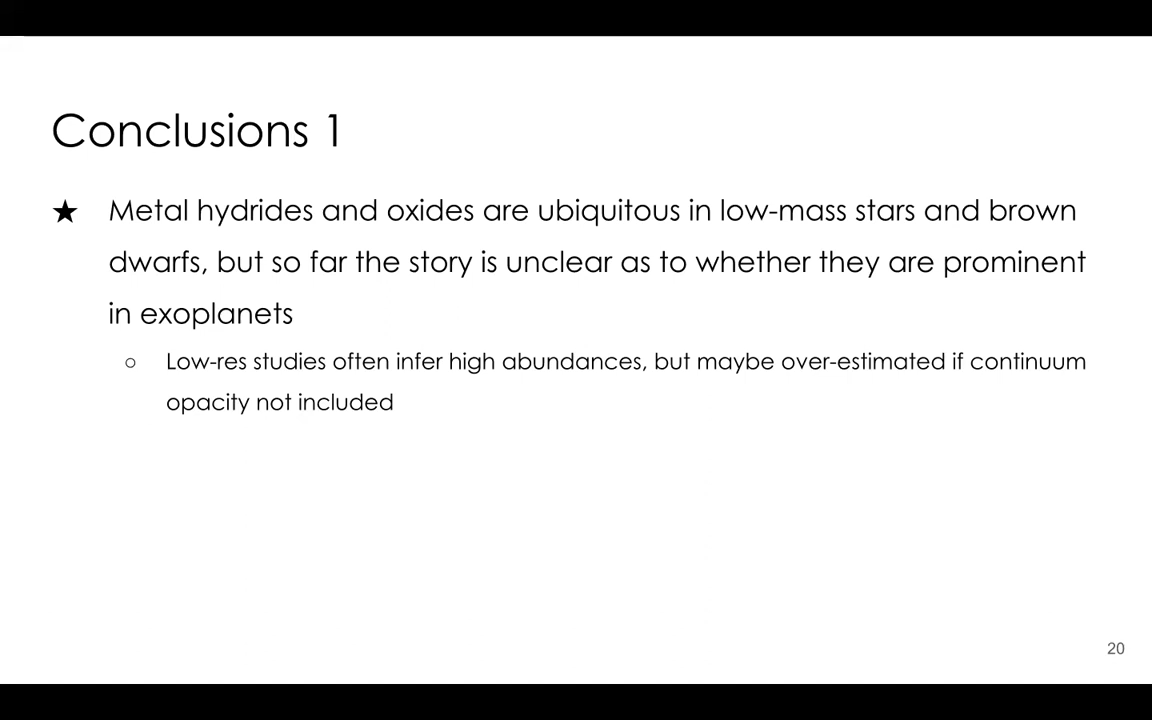 Conclusions 1
★ Metal hydrides and oxides are ubiquitous in low-mass stars and brown
dwarfs, but so far the story is unclear as to whether they are prominent
in exoplanets
○ Low-res studies often infer high abundances, but maybe over-estimated if continuum
opacity not included
20